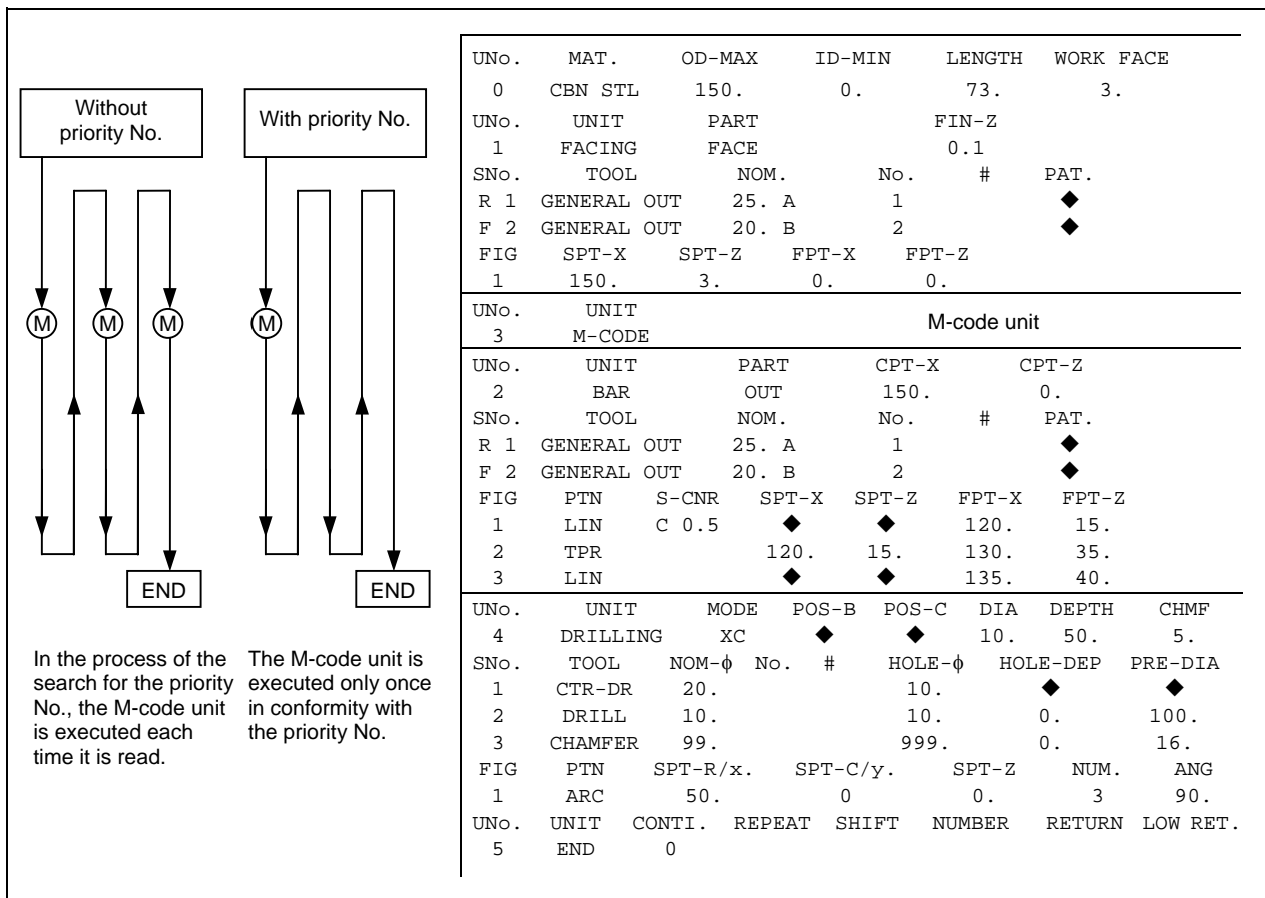 Without
priority No.
With priority No.
M
M
M
M
END
END
In the process of the
search for the priority
No., the M-code unit
is executed each
time it is read.
The M-code unit is
executed only once
in conformity with
the priority No.
UNo. MAT. OD-MAX ID-MIN LENGTH WORK FACE
0 CBN STL 150. 0. 73. 3.
UNo. UNIT PART FIN-Z
1 FACING FACE 0.1
SNo. TOOL NOM. No. # PAT.
R 1 GENERAL OUT 25. A 1 ◆
F 2 GENERAL OUT 20. B 2 ◆
FIG SPT-X SPT-Z FPT-X FPT-Z
1 150. 3. 0. 0.
UNo. UNIT
3 M-CODE
M-code unit
UNo. UNIT PART CPT-X CPT-Z
2 BAR OUT 150. 0.
SNo. TOOL NOM. No. # PAT.
R 1 GENERAL OUT 25. A 1 ◆
F 2 GENERAL OUT 20. B 2 ◆
FIG PTN S-CNR SPT-X SPT-Z FPT-X FPT-Z
1 LIN C 0.5 ◆ ◆ 120. 15.
2 TPR 120. 15. 130. 35.
3 LIN ◆ ◆ 135. 40.
UNo. UNIT MODE POS-B POS-C DIA DEPTH CHMF
4 DRILLING XC ◆ ◆ 10. 50. 5.
SNo. TOOL NOM-ϕ No. # HOLE-ϕ HOLE-DEP PRE-DIA
1 CTR-DR 20. 10. ◆ ◆
2 DRILL 10. 10. 0. 100.
3 CHAMFER 99. 999. 0. 16.
FIG PTN SPT-R/x. SPT-C/y. SPT-Z NUM. ANG
1 ARC 50. 0 0. 3 90.
UNo. UNIT CONTI. REPEAT SHIFT NUMBER RETURN LOW RET.
5 END 0